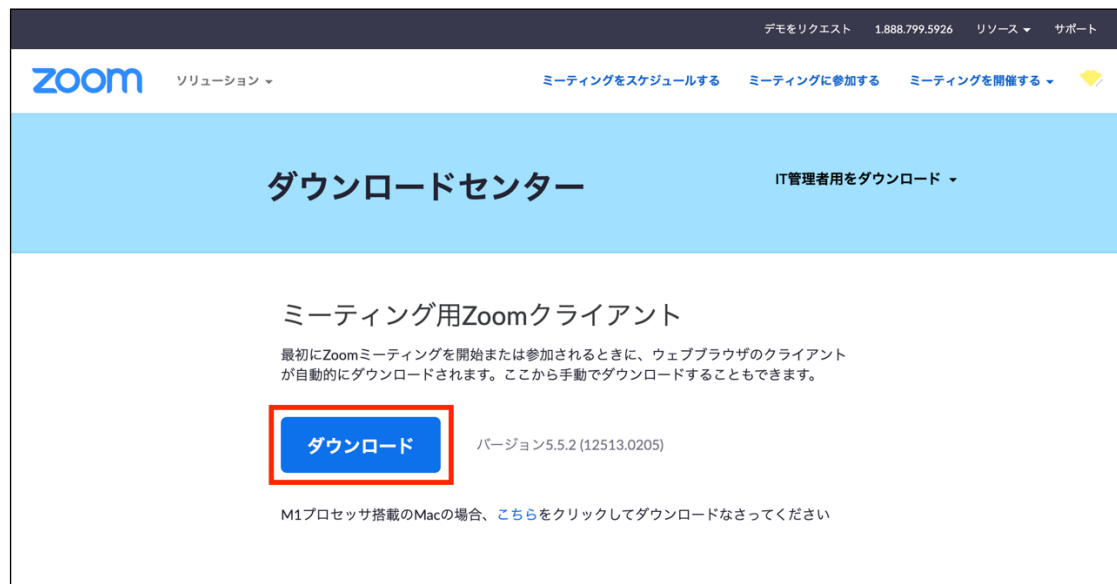 デモをリクエスト 1.888.799.5926 リソース サポート
zoom ソリューション ミーティングをスケジュールする ミーティングに参加する ミーティングを開催する
ダウンロードセンター IT管理者用をダウンロード
ミーティング用Zoomクライアント
最初にZoomミーティングを開始または参加されるときに、ウェブブラウザのクライアント
が自動的にダウンロードされます。ここから手動でダウンロードすることもできます。
ダウンロード バージョン5.5.2 (12513.0205)
M1プロセッサ搭載のMacの場合、こちらをクリックしてダウンロードなさってください